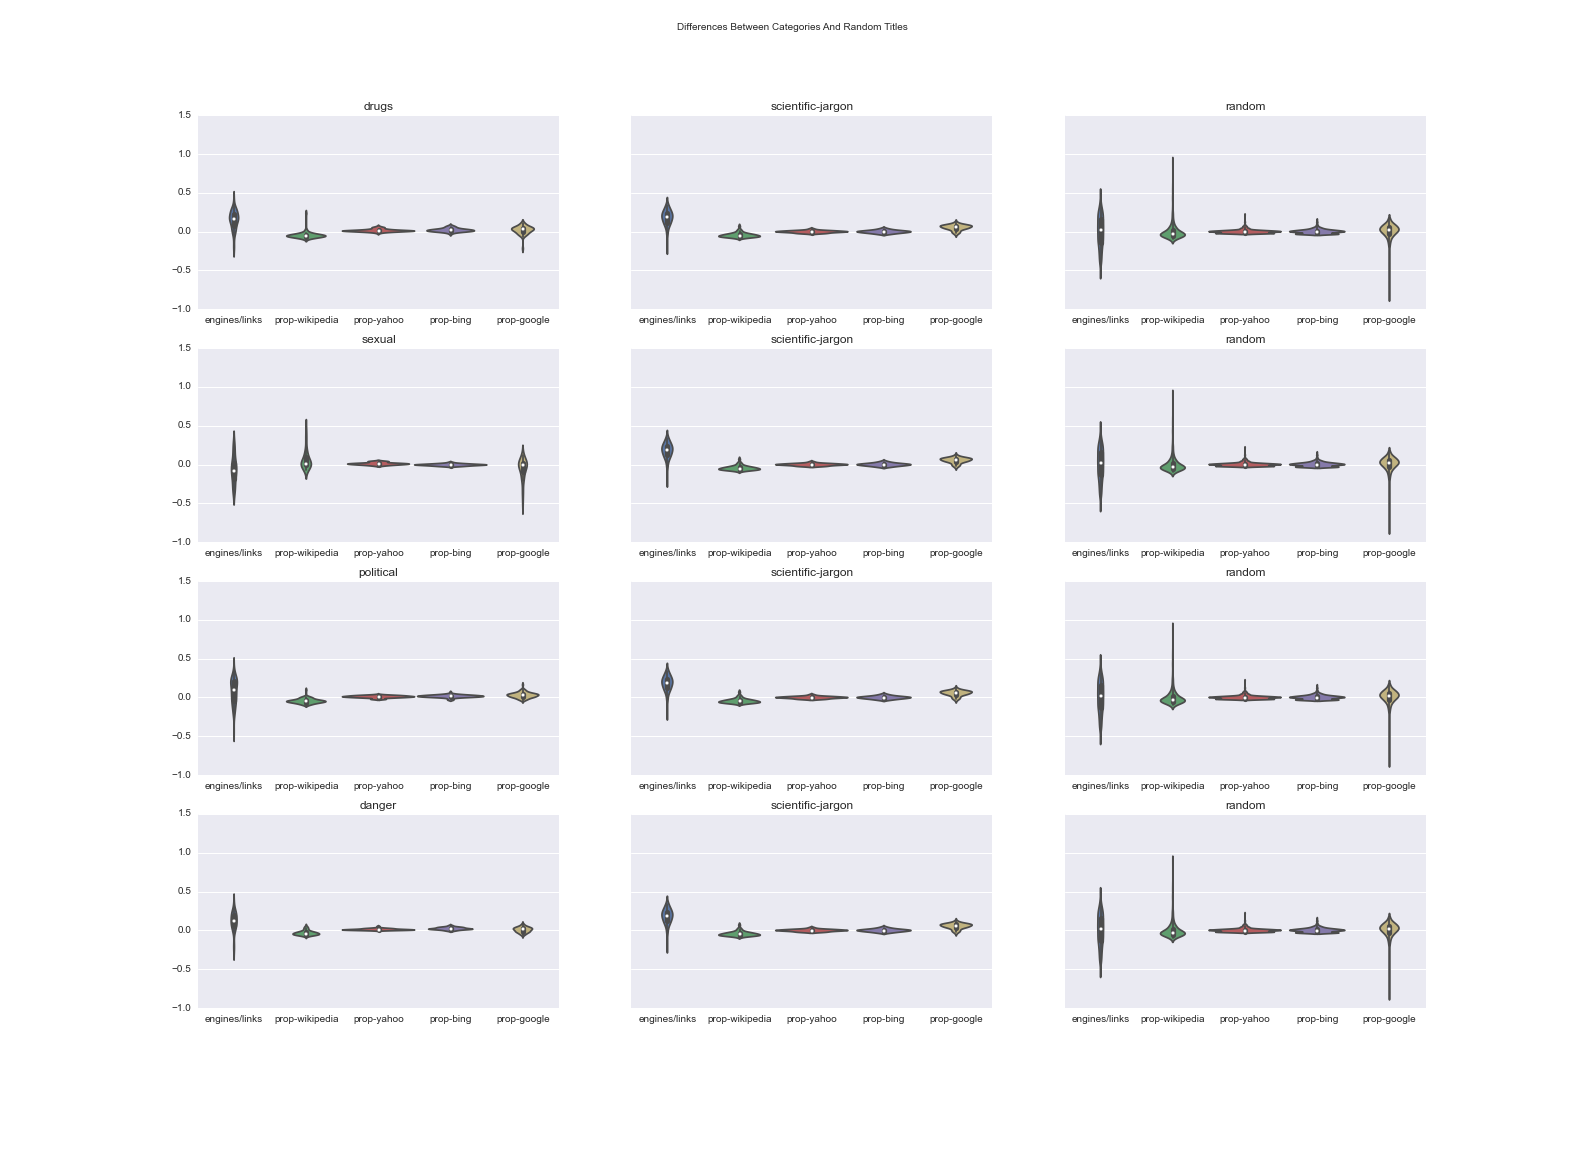 Differences Between Categories And Random Titles
drugs scientific-jargon random
1.5
1.0
0.5
0.0
−0.5
−1.0
engines/links prop-wikipedia prop-yahoo prop-bing prop-google engines/links prop-wikipedia prop-yahoo prop-bing prop-google engines/links prop-wikipedia prop-yahoo prop-bing prop-google
sexual scientific-jargon random
1.5
1.0
0.5
0.0
−0.5
−1.0
engines/links prop-wikipedia prop-yahoo prop-bing prop-google engines/links prop-wikipedia prop-yahoo prop-bing prop-google engines/links prop-wikipedia prop-yahoo prop-bing prop-google
political scientific-jargon random
1.5
1.0
0.5
0.0
−0.5
−1.0
engines/links prop-wikipedia prop-yahoo prop-bing prop-google engines/links prop-wikipedia prop-yahoo prop-bing prop-google engines/links prop-wikipedia prop-yahoo prop-bing prop-google
danger scientific-jargon random
1.5
1.0
0.5
0.0
−0.5
−1.0
engines/links prop-wikipedia prop-yahoo prop-bing prop-google engines/links prop-wikipedia prop-yahoo prop-bing prop-google engines/links prop-wikipedia prop-yahoo prop-bing prop-google